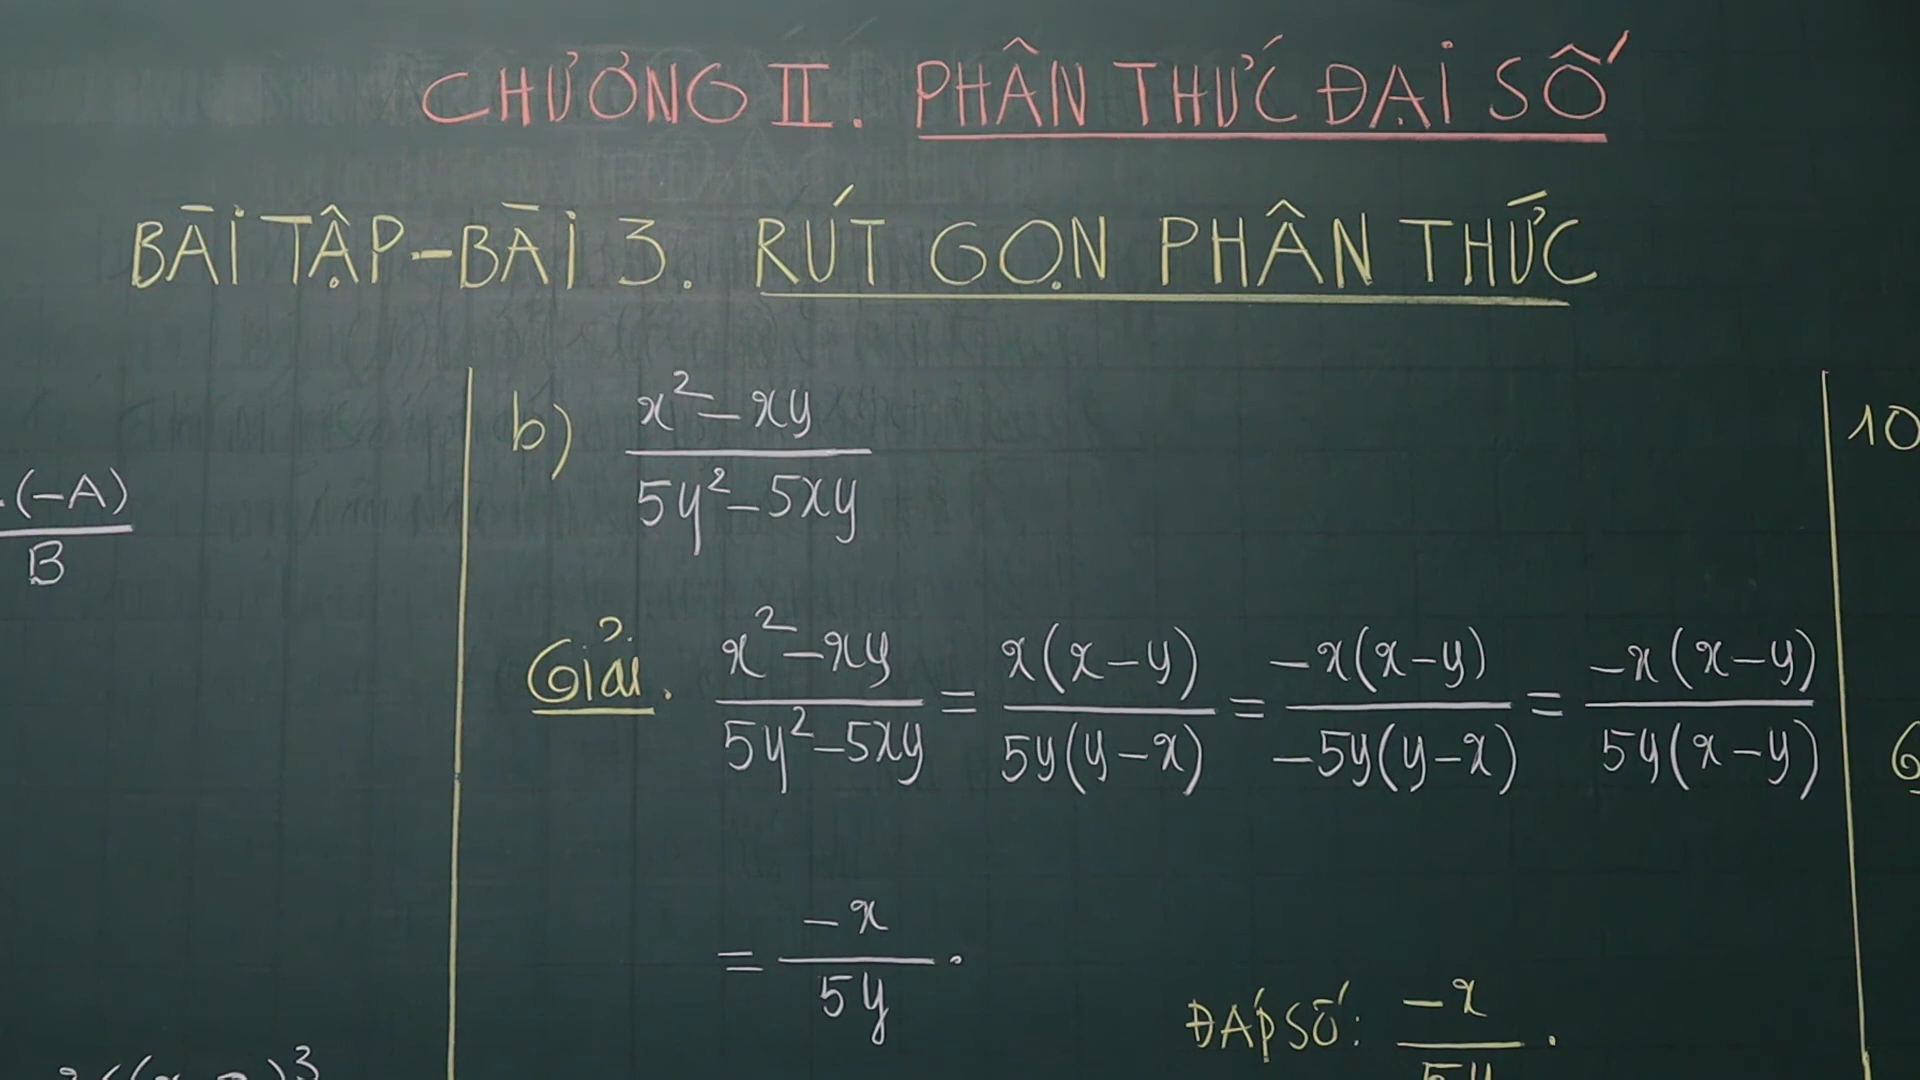 CHƯƠNG II. PHÂN THỨC ĐẠI SỐ
BÀI TẬP-BÀI 3. RÚT GỌN PHÂN THỨC
.(-A)
B
b) x² - xy
5y² - 5xy
Giải. x² - xy / 5y² - 5xy = x(x - y) / 5y(y - x) = -x(x - y) / -5y(y - x) = -x(x - y) / 5y(x - y)
= -x / 5y .
ĐÁP SỐ: -x / 5y .
10